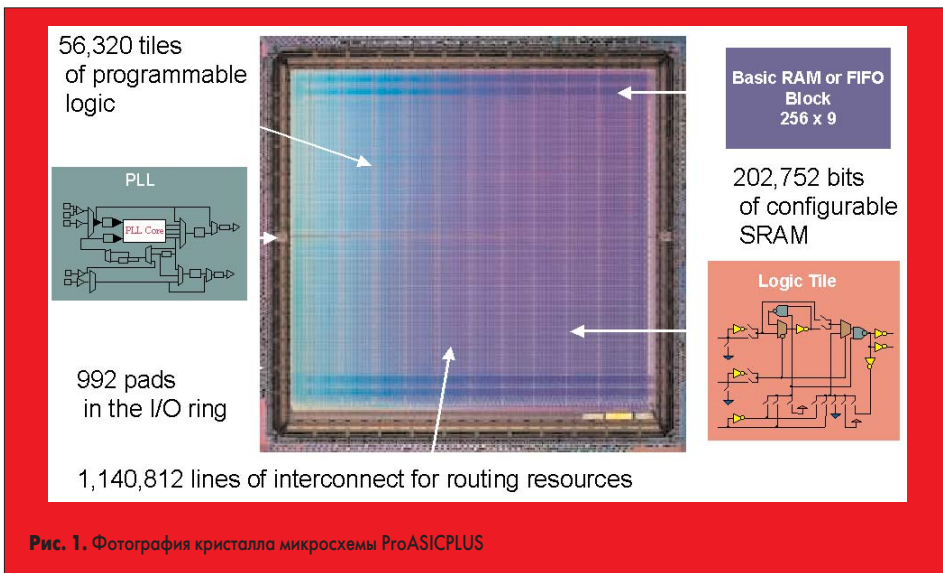 56,320 tiles
of programmable
logic
Basic RAM or FIFO
Block
256 x 9
PLL
PLL Core
202,752 bits
of configurable
SRAM
Logic Tile
992 pads
in the I/O ring
1,140,812 lines of interconnect for routing resources
Рис. 1. Фотография кристалла микросхемы ProASICPLUS